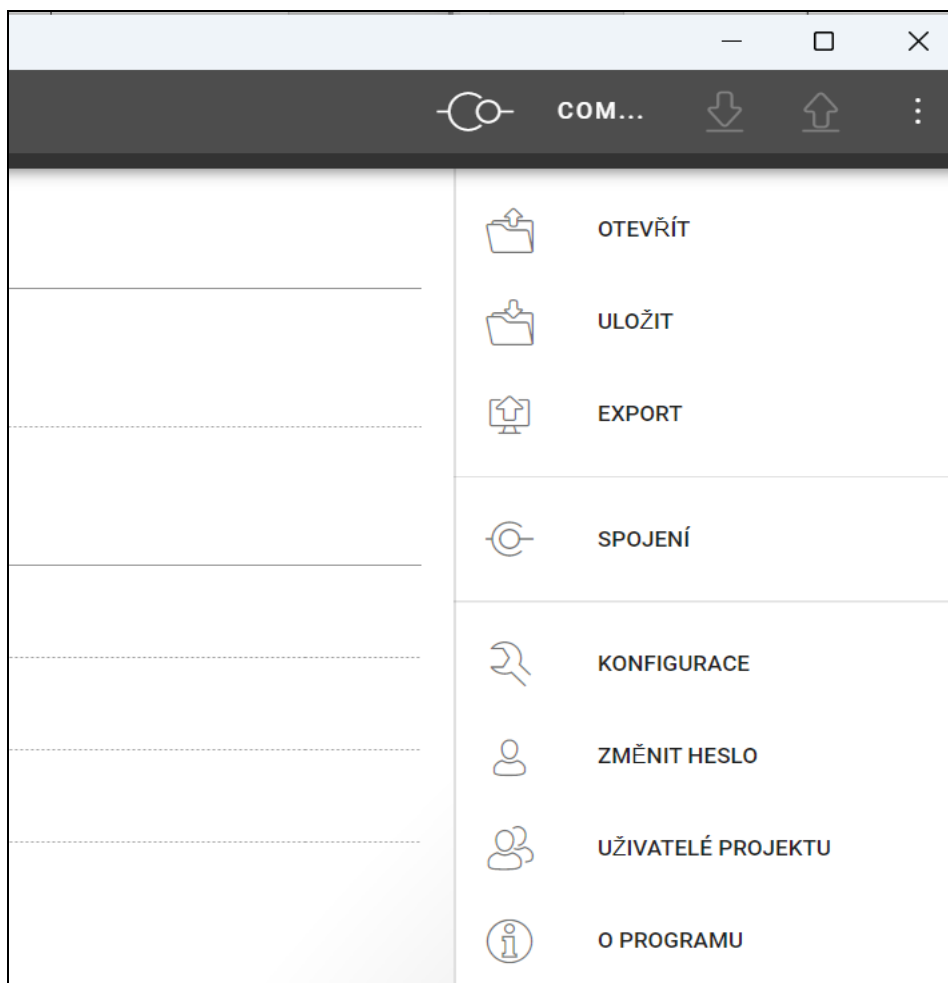 COM...
OTEVŘÍT
ULOŽIT
EXPORT
SPOJENÍ
KONFIGURACE
ZMĚNIT HESLO
UŽIVATELÉ PROJEKTU
O PROGRAMU